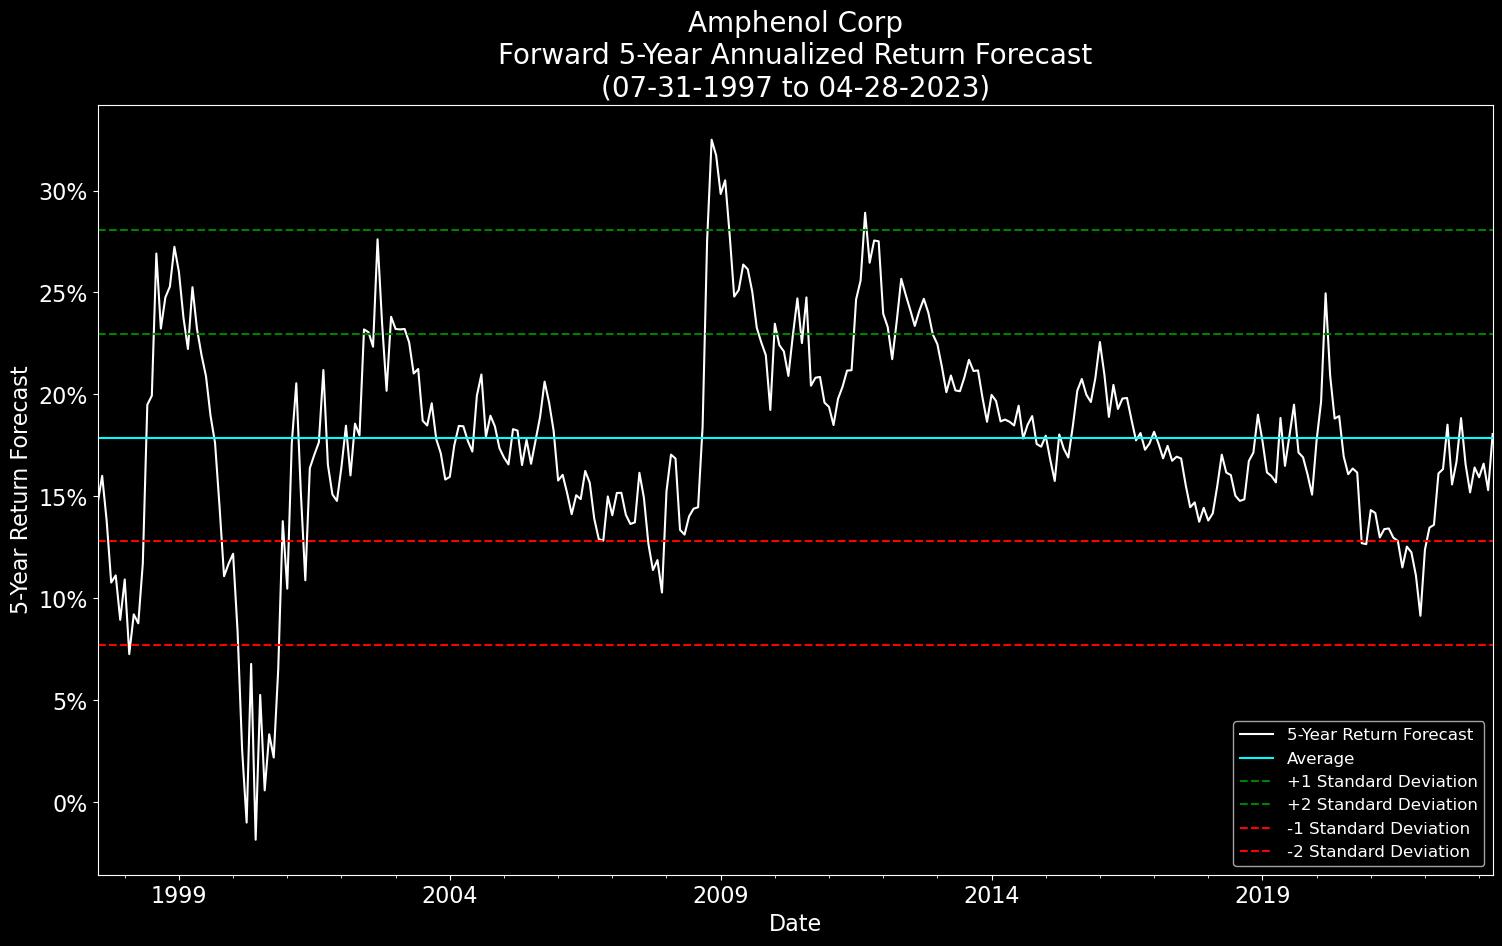 Amphenol Corp
Forward 5-Year Annualized Return Forecast
(07-31-1997 to 04-28-2023)
5-Year Return Forecast
30%
25%
20%
15%
10%
5%
0%
1999
2004
2009
2014
2019
Date
5-Year Return Forecast
Average
+1 Standard Deviation
+2 Standard Deviation
-1 Standard Deviation
-2 Standard Deviation